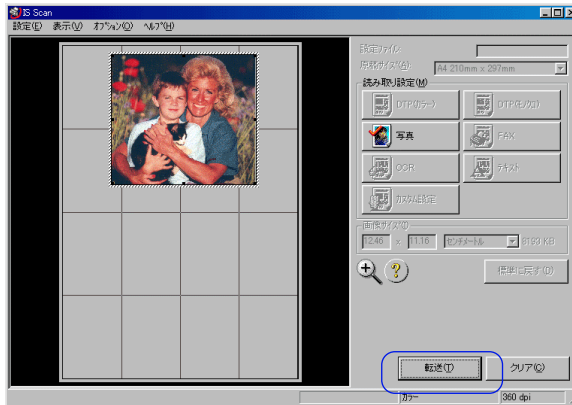 IS Scan
設定(E) 表示(V) オプション(O) ヘルプ(H)
設定ファイル:
原稿サイズ(A): A4 210mm x 297mm
読み取り設定(M)
DTP(カラー) DTP(モノクロ)
写真 FAX
OCR テキスト
カスタム設定
画像サイズ(I)
12.46 x 11.16 センチメートル 8193 KB
標準に戻す(D)
転送(T) クリア(C)
カラー 360 dpi